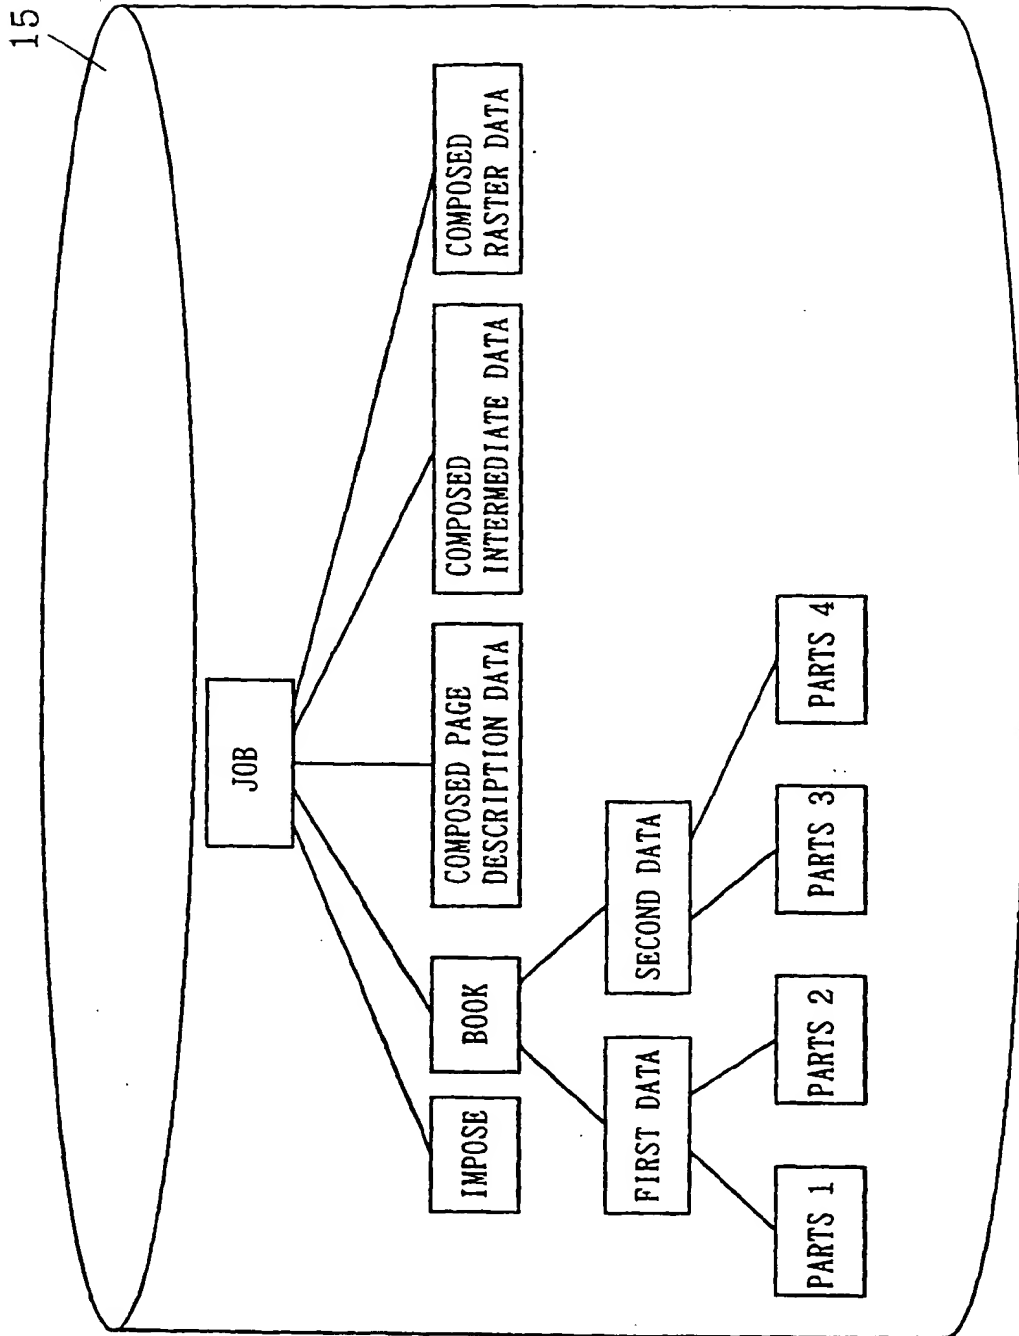 15
JOB
IMPOSE
BOOK
COMPOSED PAGE
DESCRIPTION DATA
COMPOSED
INTERMEDIATE DATA
COMPOSED
RASTER DATA
FIRST DATA
SECOND DATA
PARTS 1
PARTS 2
PARTS 3
PARTS 4